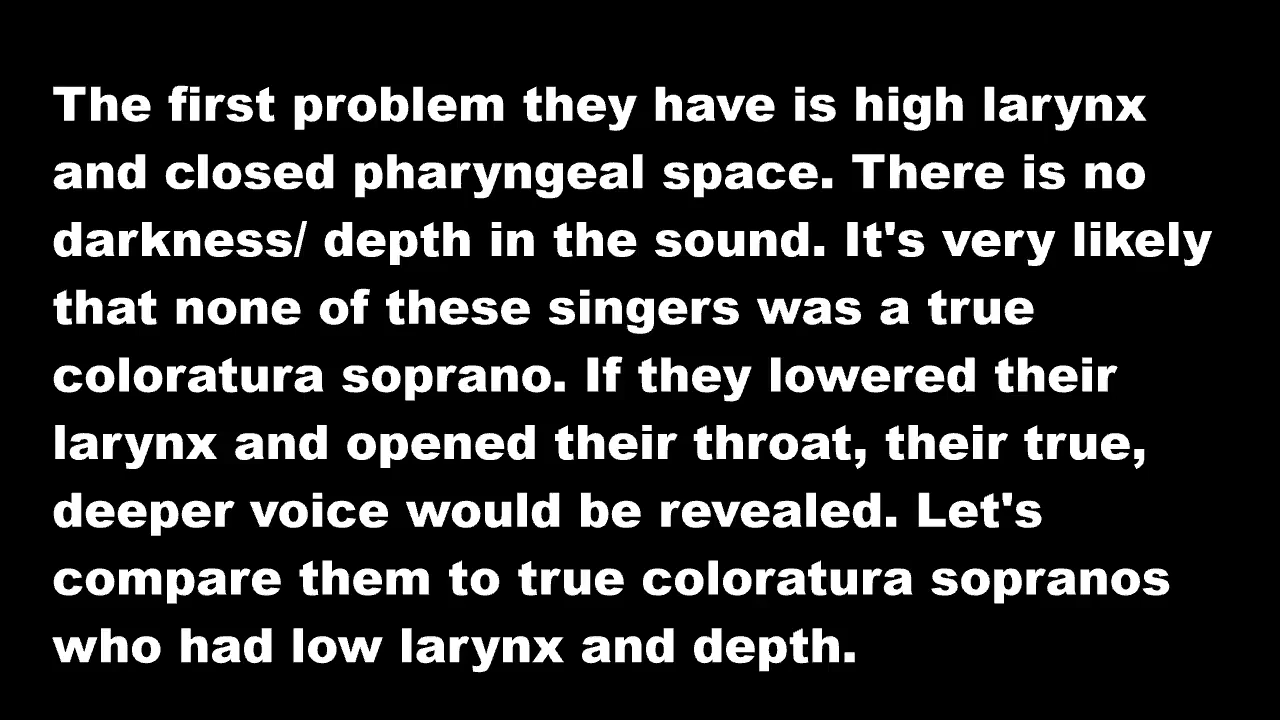 The first problem they have is high larynx
and closed pharyngeal space. There is no
darkness/ depth in the sound. It's very likely
that none of these singers was a true
coloratura soprano. If they lowered their
larynx and opened their throat, their true,
deeper voice would be revealed. Let's
compare them to true coloratura sopranos
who had low larynx and depth.